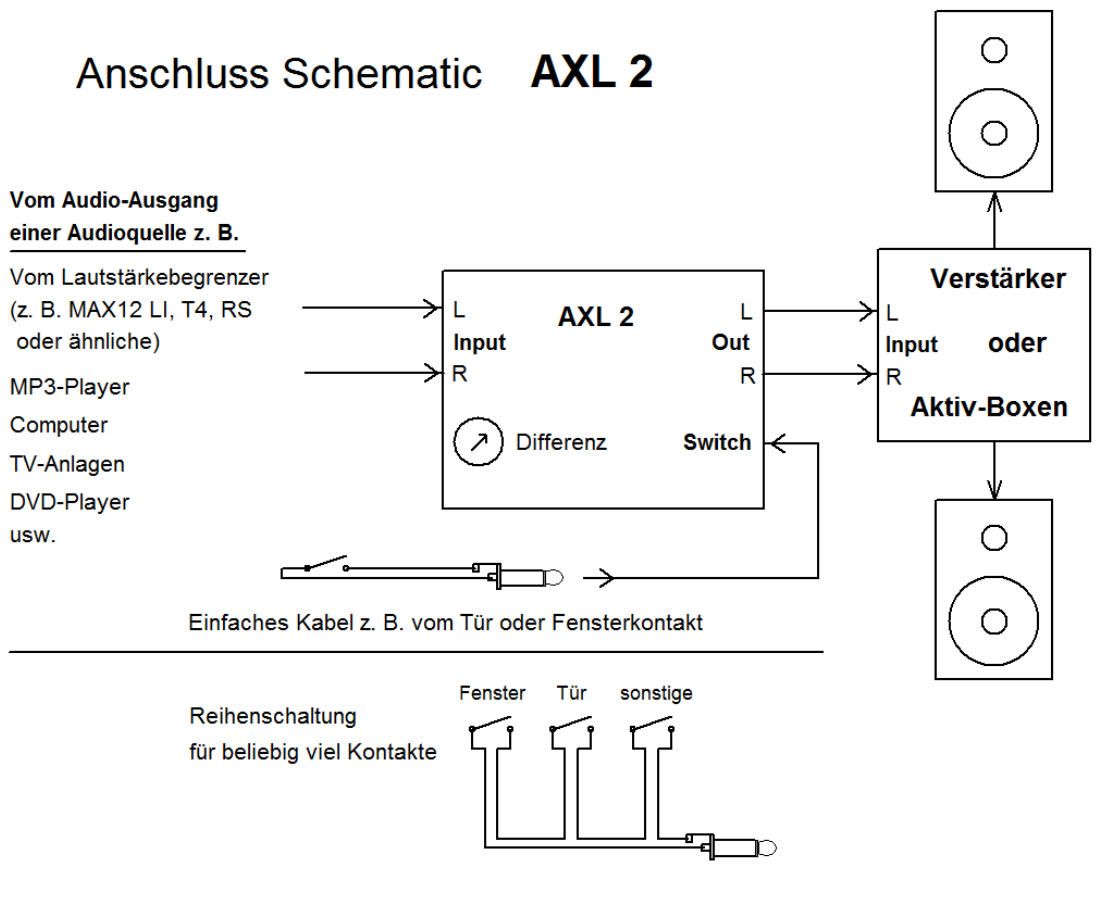 Anschluss Schematic AXL 2
Vom Audio-Ausgang
einer Audioquelle z. B.
Vom Lautstärkebegrenzer
(z. B. MAX12 LI, T4, RS
oder ähnliche)
MP3-Player
Computer
TV-Anlagen
DVD-Player
usw.
AXL 2
L
Input
R
L
Out
R
Differenz
Switch
Verstärker
L
Input
R
oder
Aktiv-Boxen
Einfaches Kabel z. B. vom Tür oder Fensterkontakt
Fenster Tür sonstige
Reihenschaltung
für beliebig viel Kontakte